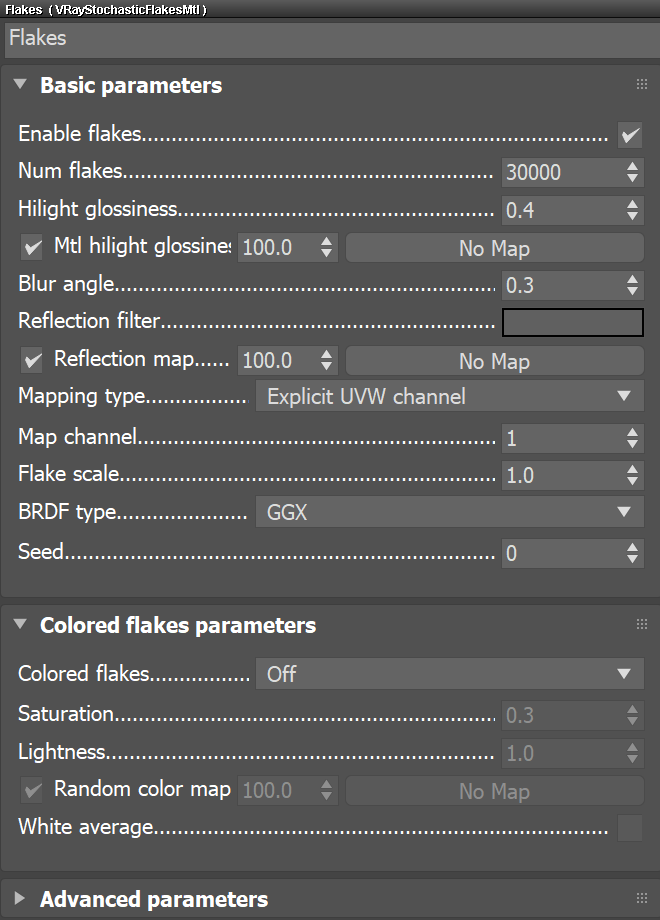 Flakes ( VRayStochasticFlakesMtl )
Flakes
Basic parameters
Enable flakes
Num flakes 30000
Hilight glossiness 0.4
Mtl hilight glossines 100.0 No Map
Blur angle 0.3
Reflection filter
Reflection map 100.0 No Map
Mapping type Explicit UVW channel
Map channel 1
Flake scale 1.0
BRDF type GGX
Seed 0
Colored flakes parameters
Colored flakes Off
Saturation 0.3
Lightness 1.0
Random color map 100.0 No Map
White average
Advanced parameters